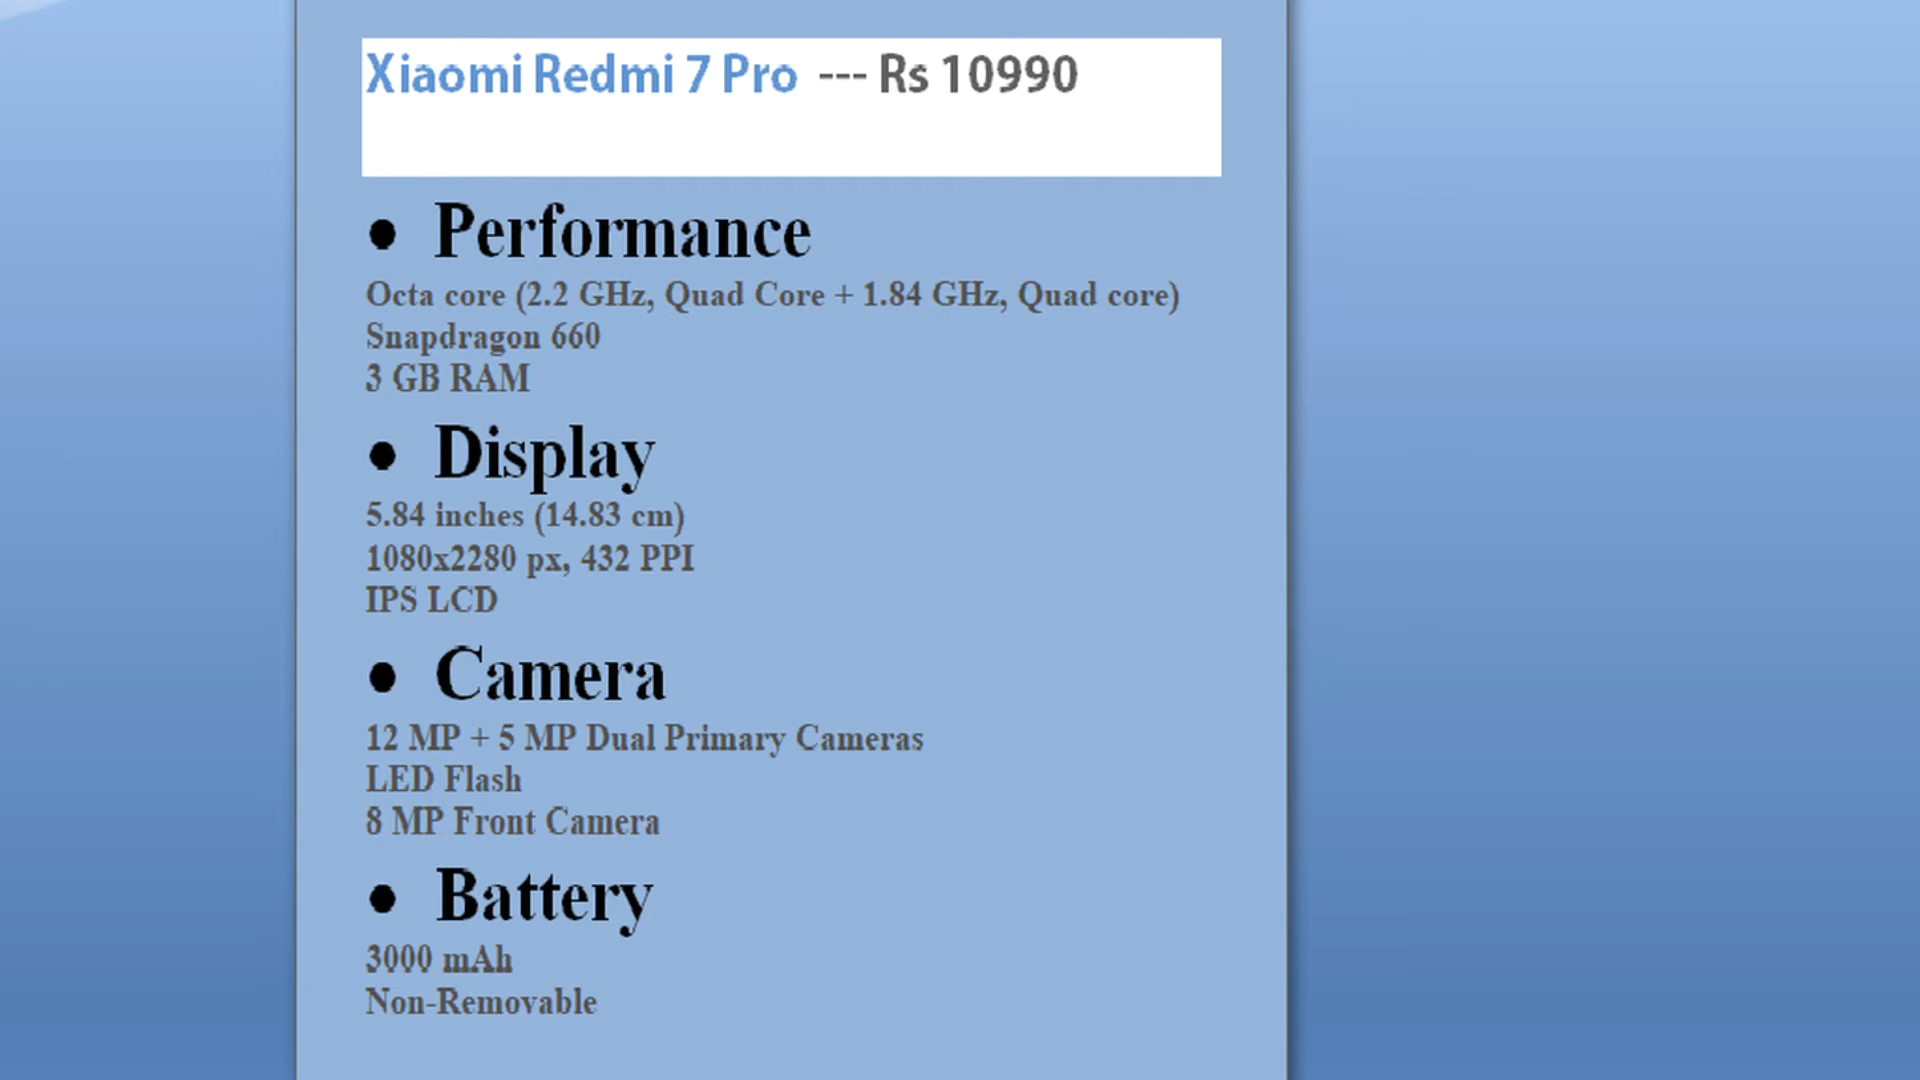 Xiaomi Redmi 7 Pro --- Rs 10990
• Performance
Octa core (2.2 GHz, Quad Core + 1.84 GHz, Quad core)
Snapdragon 660
3 GB RAM
• Display
5.84 inches (14.83 cm)
1080x2280 px, 432 PPI
IPS LCD
• Camera
12 MP + 5 MP Dual Primary Cameras
LED Flash
8 MP Front Camera
• Battery
3000 mAh
Non-Removable